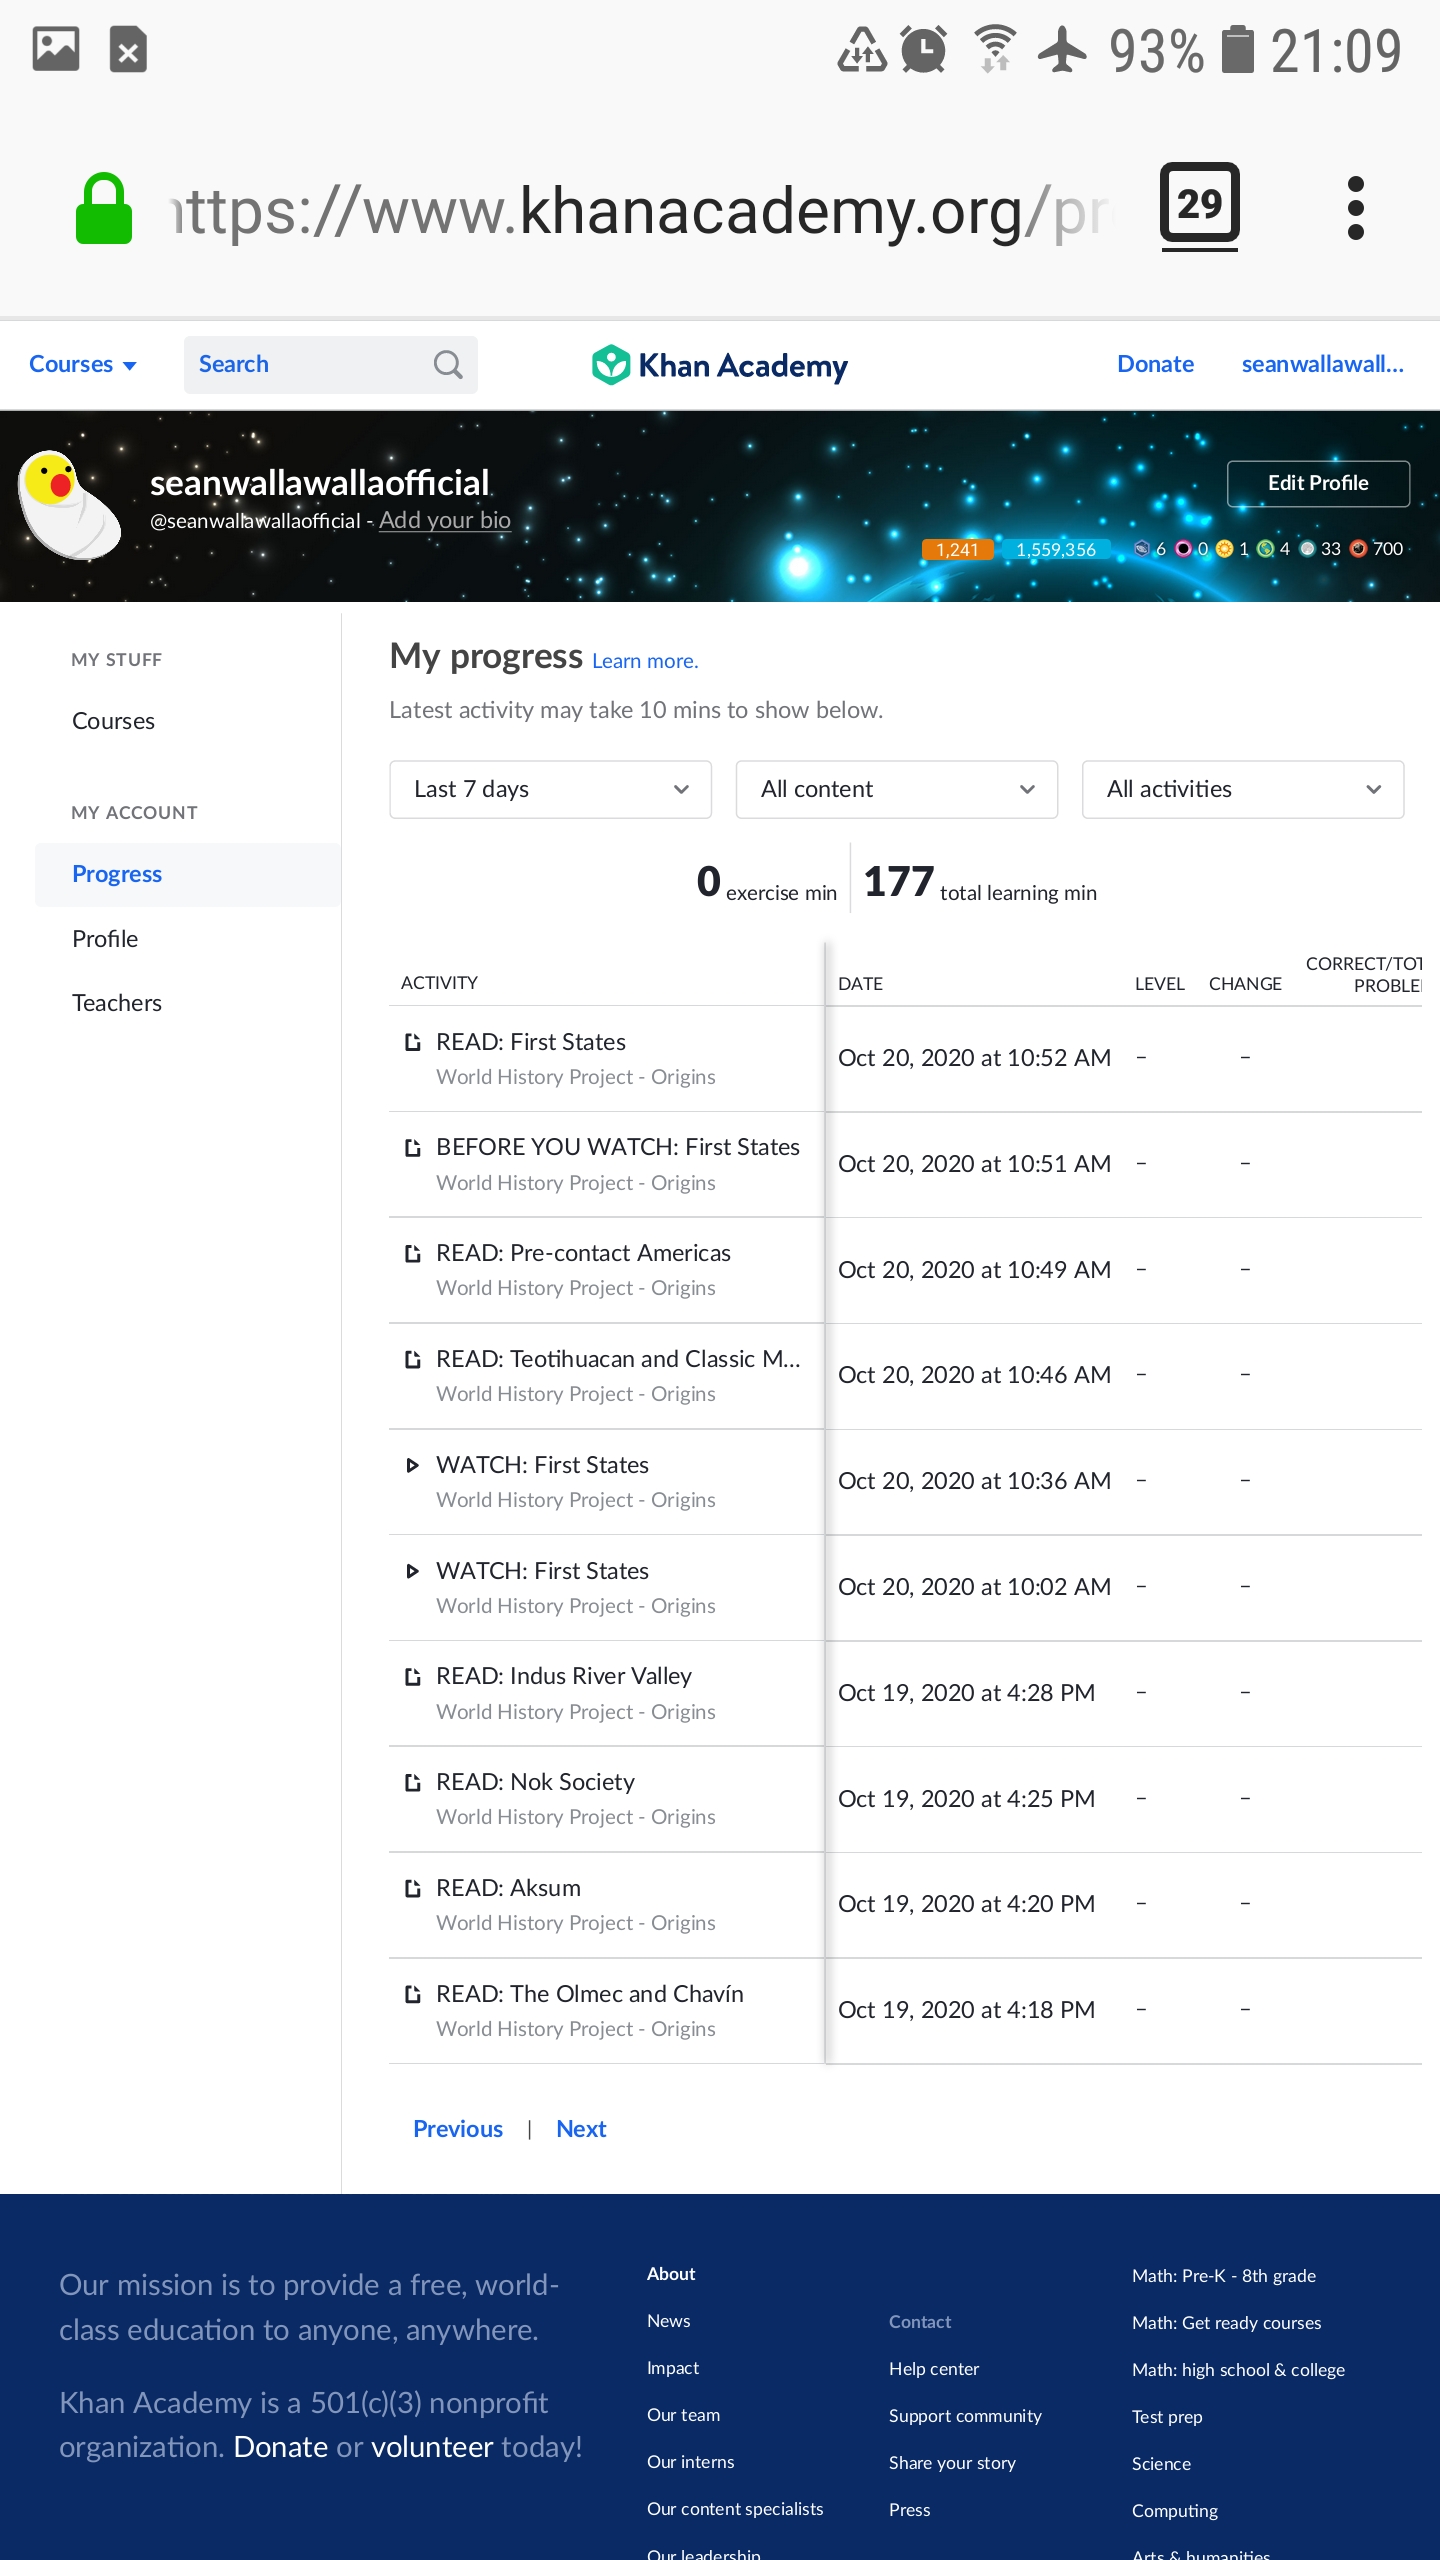 93% 21:09
https://www.khanacademy.org/pr
29
Courses
Search
Khan Academy
Donate
seanwallawall...
seanwallawallaofficial
@seanwallawallaofficial - Add your bio
Edit Profile
1,241 1,559,356 6 0 1 4 33 700
MY STUFF
Courses
MY ACCOUNT
Progress
Profile
Teachers
My progress Learn more.
Latest activity may take 10 mins to show below.
Last 7 days
All content
All activities
0 exercise min
177 total learning min
ACTIVITY DATE LEVEL CHANGE CORRECT/TOT
PROBLE
READ: First States
World History Project - Origins
Oct 20, 2020 at 10:52 AM – –
BEFORE YOU WATCH: First States
World History Project - Origins
Oct 20, 2020 at 10:51 AM – –
READ: Pre-contact Americas
World History Project - Origins
Oct 20, 2020 at 10:49 AM – –
READ: Teotihuacan and Classic M...
World History Project - Origins
Oct 20, 2020 at 10:46 AM – –
WATCH: First States
World History Project - Origins
Oct 20, 2020 at 10:36 AM – –
WATCH: First States
World History Project - Origins
Oct 20, 2020 at 10:02 AM – –
READ: Indus River Valley
World History Project - Origins
Oct 19, 2020 at 4:28 PM – –
READ: Nok Society
World History Project - Origins
Oct 19, 2020 at 4:25 PM – –
READ: Aksum
World History Project - Origins
Oct 19, 2020 at 4:20 PM – –
READ: The Olmec and Chavín
World History Project - Origins
Oct 19, 2020 at 4:18 PM – –
Previous | Next
Our mission is to provide a free, world-
class education to anyone, anywhere.
Khan Academy is a 501(c)(3) nonprofit
organization. Donate or volunteer today!
About
News
Impact
Our team
Our interns
Our content specialists
Our leadership
Contact
Help center
Support community
Share your story
Press
Math: Pre-K - 8th grade
Math: Get ready courses
Math: high school & college
Test prep
Science
Computing
Arts & humanities